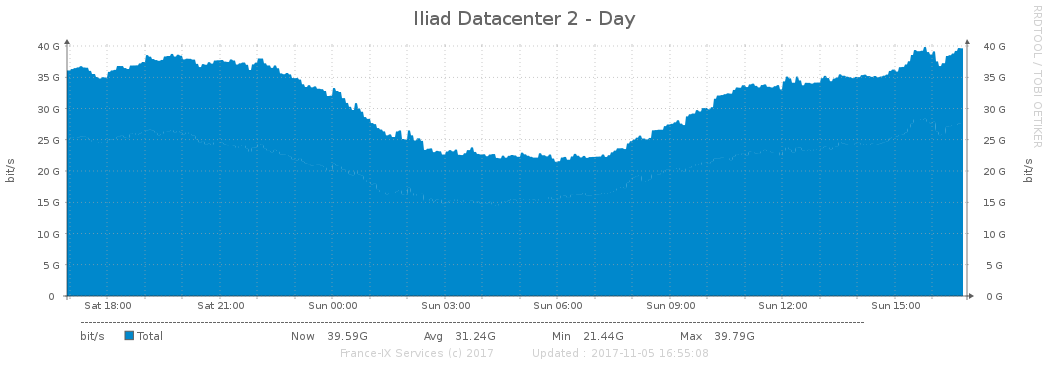 Iliad Datacenter 2 - Day
RRDTOOL / TOBI OETIKER
40 G 40 G
35 G 35 G
30 G 30 G
25 G 25 G
20 G 20 G
15 G 15 G
10 G 10 G
5 G 5 G
0 0 G
bit/s bit/s
Sat 18:00 Sat 21:00 Sun 00:00 Sun 03:00 Sun 06:00 Sun 09:00 Sun 12:00 Sun 15:00
bit/s Total Now 39.59G Avg 31.24G Min 21.44G Max 39.79G
France-IX Services (c) 2017 Updated : 2017-11-05 16:55:08